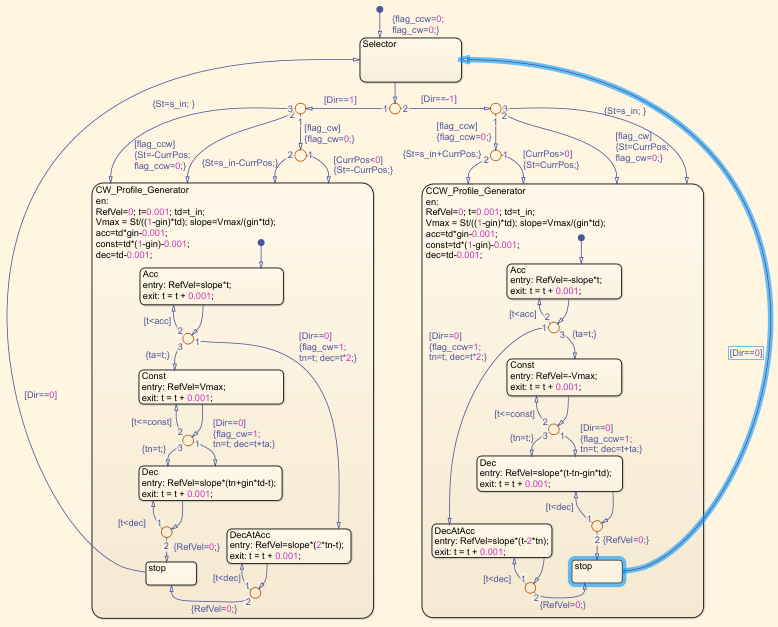 {flag_ccw=0;
flag_cw=0;}
Selector
{St=s_in; }
3
2
1
[Dir==1]
1
2
[Dir==-1]
3
2
1
{St=s_in; }
[flag_ccw]
{St=-CurrPos;
flag_ccw=0;}
[flag_cw]
{flag_cw=0;}
{St=s_in-CurrPos;}
2
1
[CurrPos<0]
{St=-CurrPos;}
[flag_ccw]
{flag_ccw=0;}
{St=s_in+CurrPos;}
2
1
[CurrPos>0]
{St=CurrPos;}
[flag_cw]
{St=CurrPos;
flag_cw=0;}
CW_Profile_Generator
en:
RefVel=0; t=0.001; td=t_in;
Vmax = St/((1-gin)*td); slope=Vmax/(gin*td);
acc=td*gin-0.001;
const=td*(1-gin)-0.001;
dec=td-0.001;
Acc
entry: RefVel=slope*t;
exit: t = t + 0.001;
[t<acc]
2
3
1
{ta=t;}
[Dir==0]
{flag_cw=1;
tn=t; dec=t*2;}
Const
entry: RefVel=Vmax;
exit: t = t + 0.001;
[t<=const]
2
3
1
{tn=t;}
[Dir==0]
{flag_cw=1;
tn=t; dec=t+ta;}
Dec
entry: RefVel=slope*(tn+gin*td-t);
exit: t = t + 0.001;
[t<dec]
1
2
{RefVel=0;}
DecAtAcc
entry: RefVel=slope*(2*tn-t);
exit: t = t + 0.001;
[t<dec]
1
2
{RefVel=0;}
stop
[Dir==0]
CCW_Profile_Generator
en:
RefVel=0; t=0.001; td=t_in;
Vmax = St/((1-gin)*td); slope=Vmax/(gin*td);
acc=td*gin-0.001;
const=td*(1-gin)-0.001;
dec=td-0.001;
Acc
entry: RefVel=-slope*t;
exit: t = t + 0.001;
[t<acc]
2
1
3
{ta=t;}
[Dir==0]
{flag_ccw=1;
tn=t; dec=t*2;}
Const
entry: RefVel=-Vmax;
exit: t = t + 0.001;
[t<=const]
2
3
1
{tn=t;}
[Dir==0]
{flag_ccw=1;
tn=t; dec=t+ta;}
Dec
entry: RefVel=slope*(t-tn-gin*td);
exit: t = t + 0.001;
[t<dec]
1
2
{RefVel=0;}
DecAtAcc
entry: RefVel=slope*(t-2*tn);
exit: t = t + 0.001;
[t<dec]
1
2
{RefVel=0;}
stop
[Dir==0]